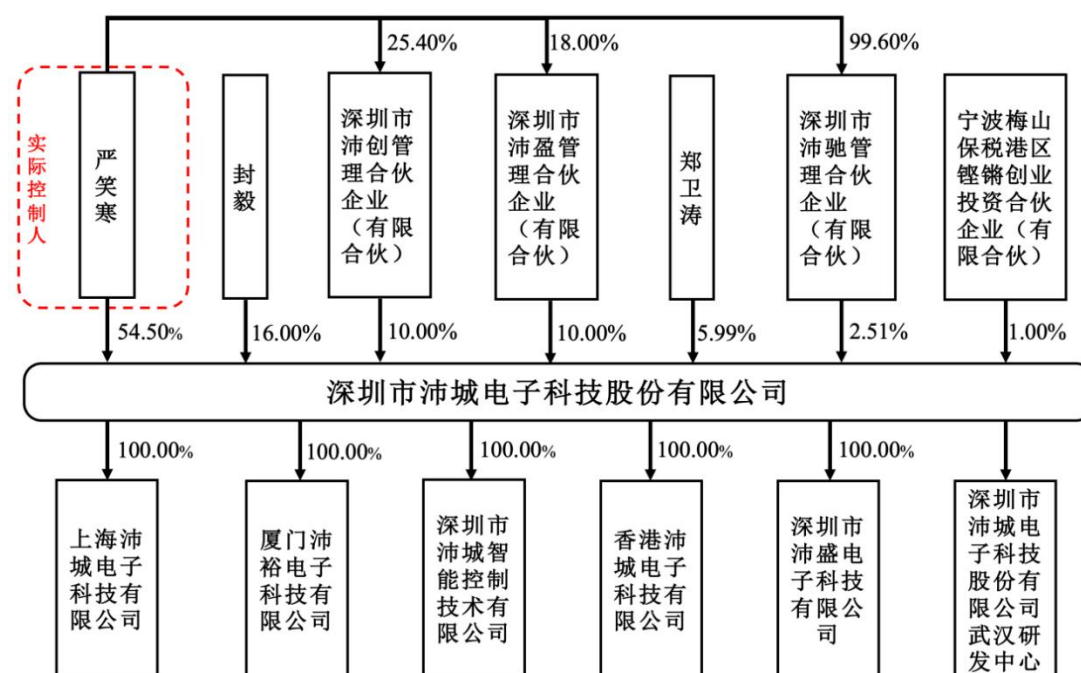 25.40%
18.00%
99.60%
实际控制人
严笑寒
封毅
深圳市
沛创管
理合伙
企业
（有限
合伙）
深圳市
沛盈管
理合伙
企业
（有限
合伙）
郑卫涛
深圳市
沛驰管
理合伙
企业
（有限
合伙）
宁波梅山
保税港区
铿锵创业
投资合伙
企业（有
限合伙）
54.50%
16.00%
10.00%
10.00%
5.99%
2.51%
1.00%
深圳市沛城电子科技股份有限公司
100.00%
100.00%
100.00%
100.00%
100.00%
上海沛
城电子
科技有
限公司
厦门沛
裕电子
科技有
限公司
深圳市
沛城智
能控制
技术有
限公司
香港沛
城电子
科技有
限公司
深圳市
沛盛电
子科技
有限公
司
深圳市
沛城电
子科技
股份有
限公司
武汉研
发中心